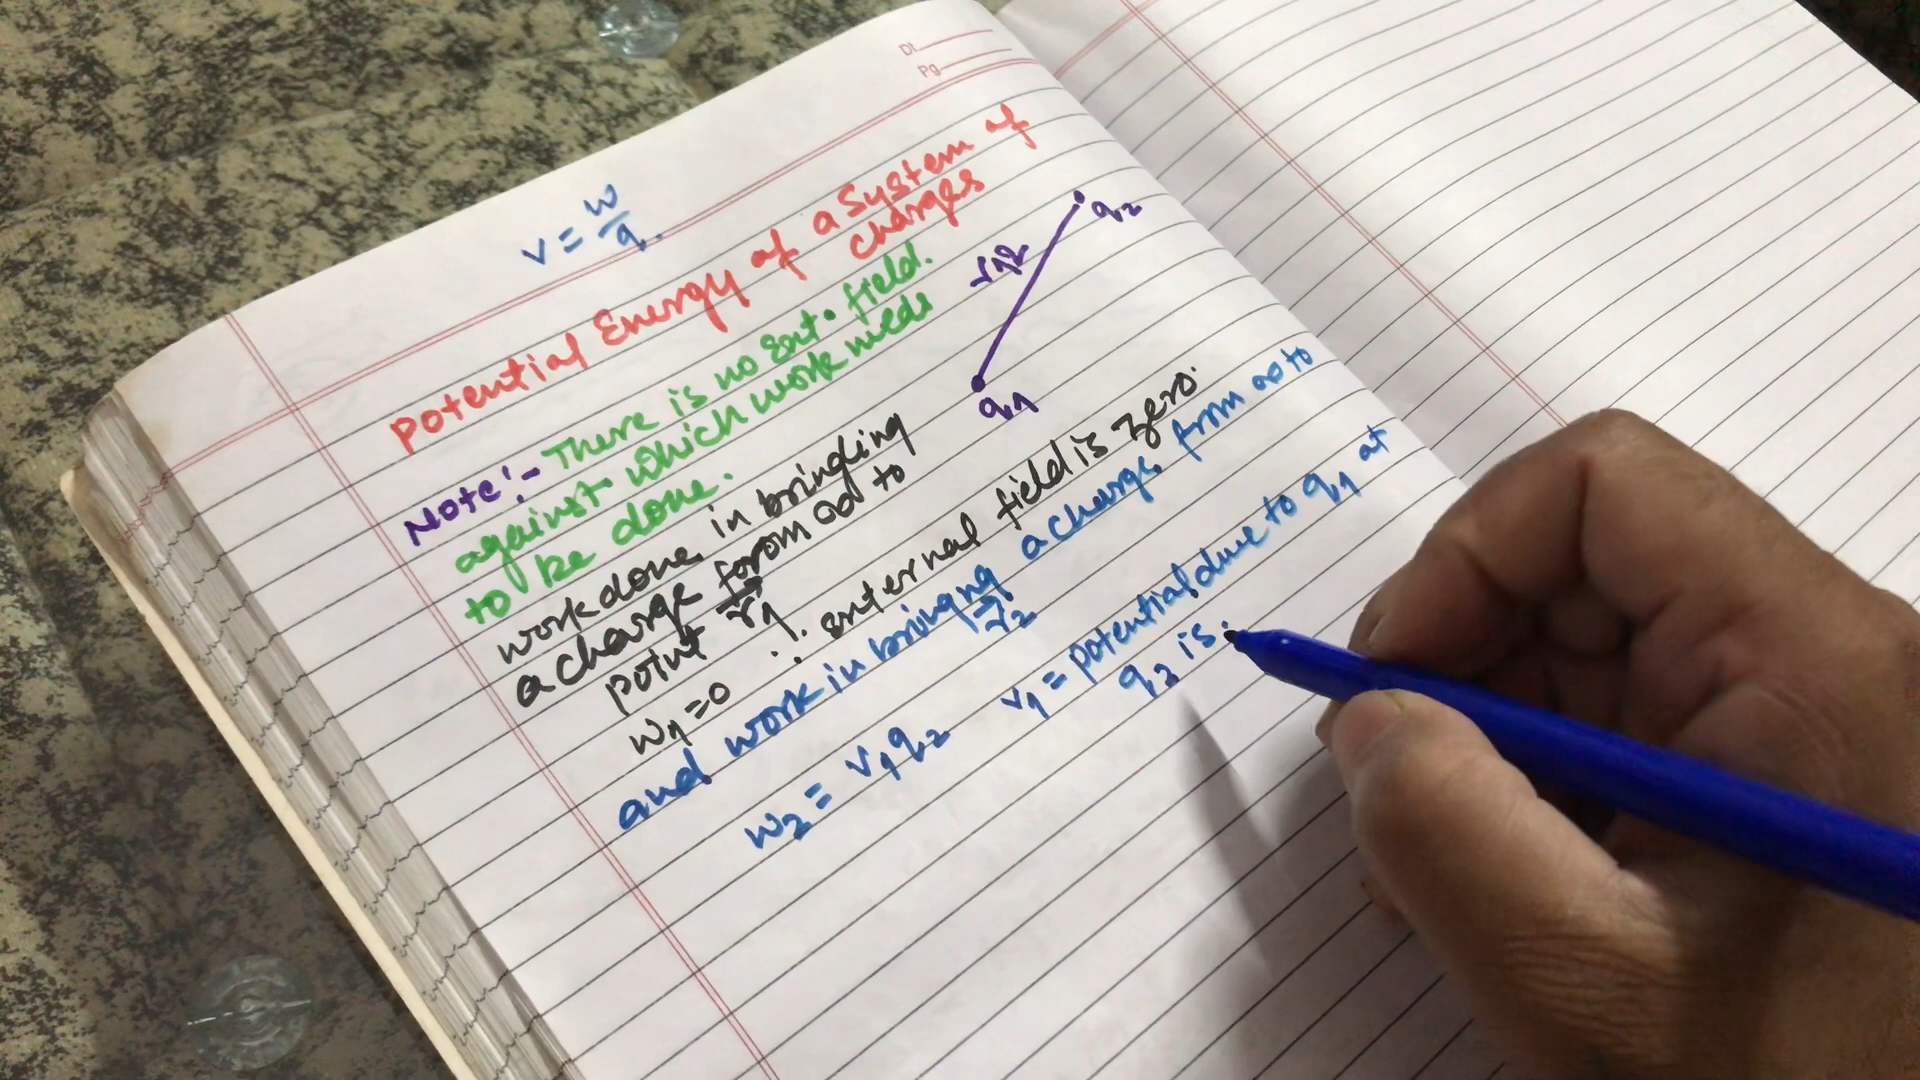 Dt
Pg
V = W/q.
Potential Energy of a System of
charges
Note:- There is no Ext. field.
against which work needs
to be done.
q2
r12
q1
work done in bringing
a charge from ∞ to
point r⃗1
W1 = 0 ∵ external field is zero.
and work in bringing a charge from ∞ to
r⃗2
W2 = V1q2 V1 = potential due to q1 at
q2 is